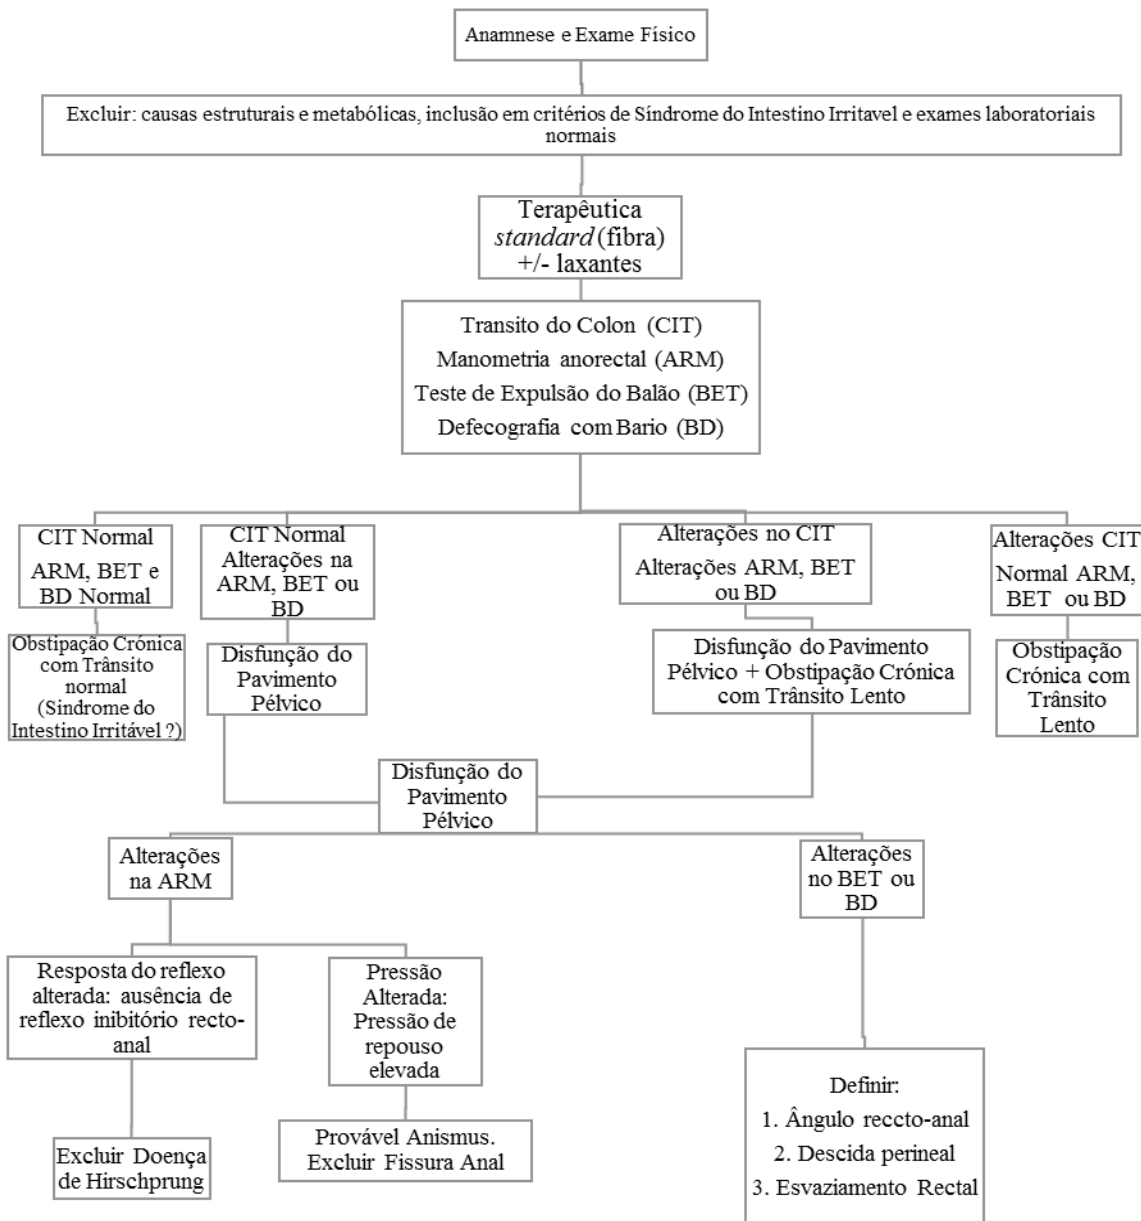 Anamnese e Exame Físico
Excluir: causas estruturais e metabólicas, inclusão em critérios de Síndrome do Intestino Irritavel e exames laboratoriais
normais
Terapêutica
standard (fibra)
+/- laxantes
Transito do Colon (CIT)
Manometria anorectal (ARM)
Teste de Expulsão do Balão (BET)
Defecografia com Bario (BD)
CIT Normal
ARM, BET e
BD Normal
CIT Normal
Alterações na
ARM, BET ou
BD
Alterações no CIT
Alterações ARM, BET
ou BD
Alterações CIT
Normal ARM,
BET ou BD
Obstipação Crónica
com Trânsito
normal
(Sindrome do
Intestino Irritável ?)
Disfunção do
Pavimento
Pélvico
Disfunção do Pavimento
Pélvico + Obstipação Crónica
com Trânsito Lento
Obstipação
Crónica com
Trânsito
Lento
Disfunção do
Pavimento
Pélvico
Alterações
na ARM
Alterações
no BET ou
BD
Resposta do reflexo
alterada: ausência de
reflexo inibitório recto-
anal
Pressão
Alterada:
Pressão de
repouso
elevada
Excluir Doença
de Hirschprung
Provável Anismus.
Excluir Fissura Anal
Definir:
1. Ângulo reccto-anal
2. Descida perineal
3. Esvaziamento Rectal